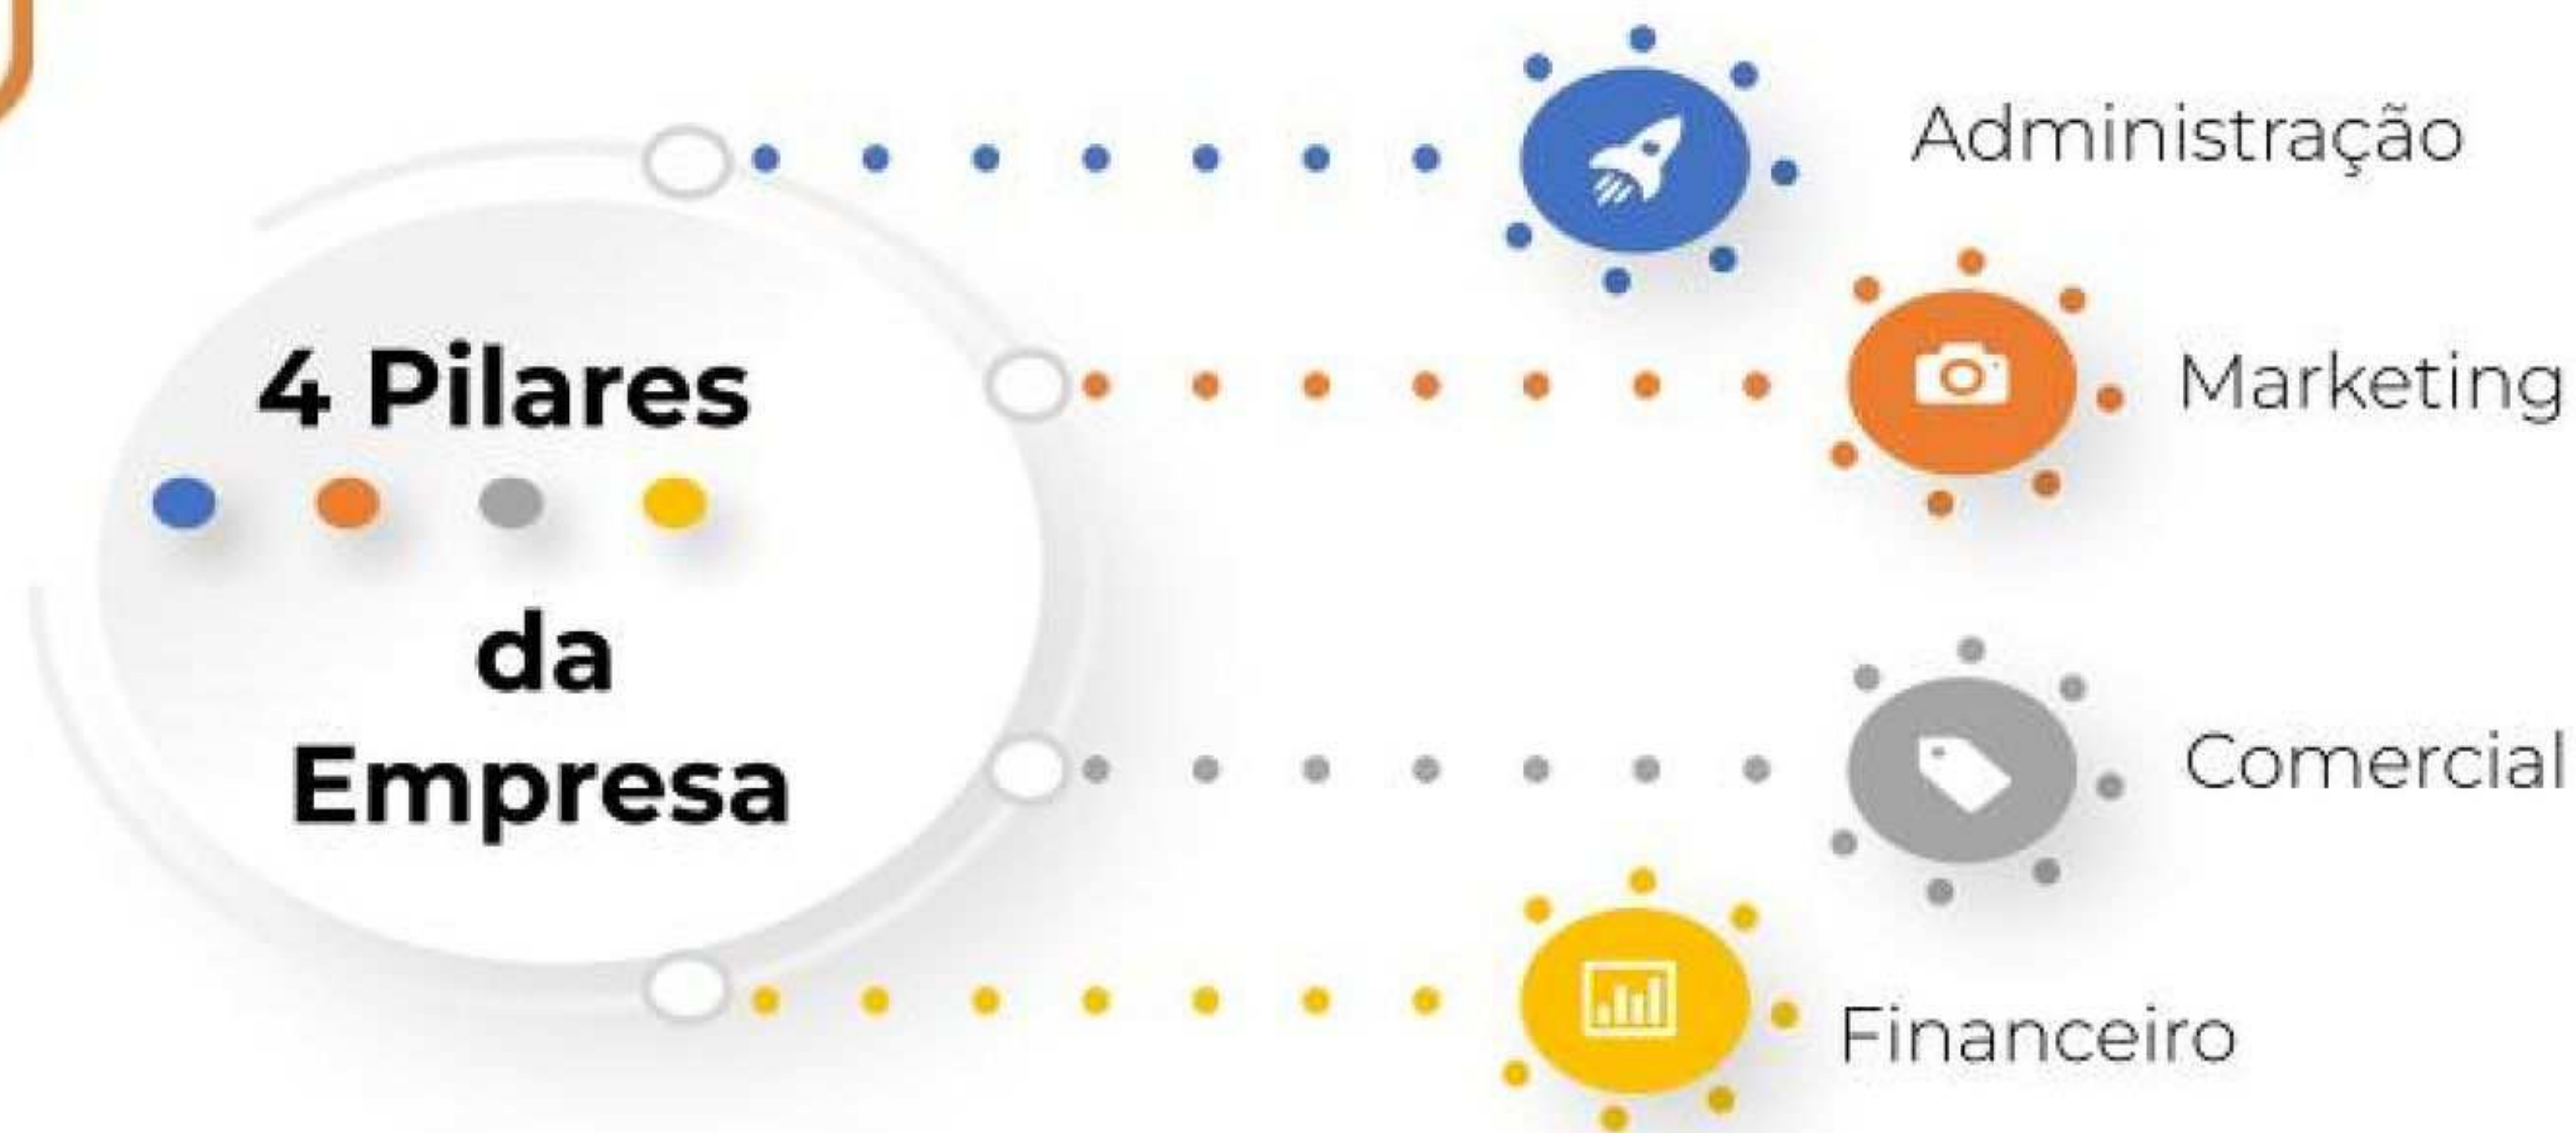 4 Pilares
da
Empresa
Administração
Marketing
Comercial
Financeiro